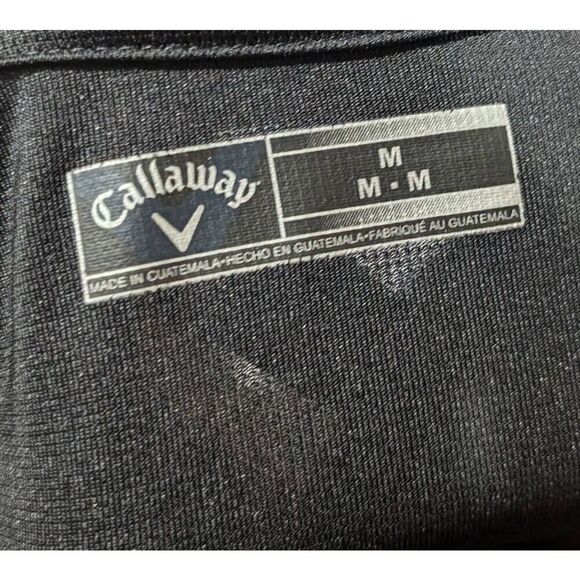 Callaway
M
M - M
MADE IN GUATEMALA•HECHO EN GUATEMALA•FABRIQUÉ AU GUATEMALA